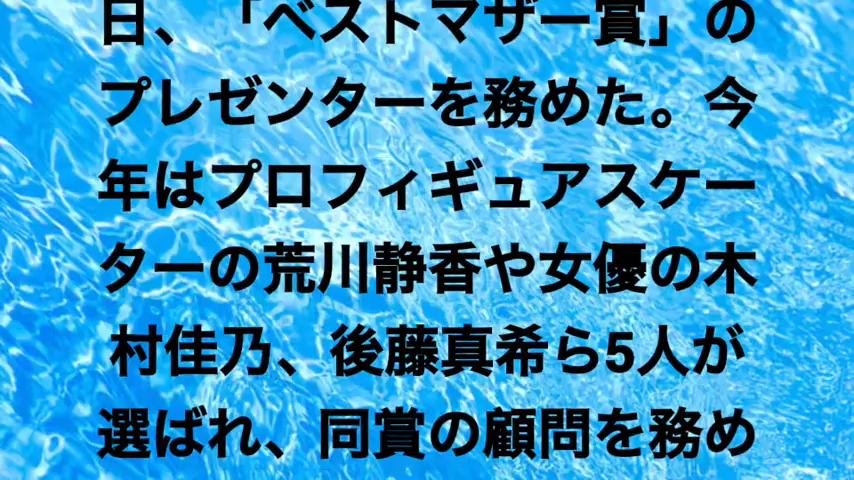 日、「ベストマザー賞」の
プレゼンターを務めた。今
年はプロフィギュアスケー
ターの荒川静香や女優の木
村佳乃、後藤真希ら5人が
選ばれ、同賞の顧問を務め